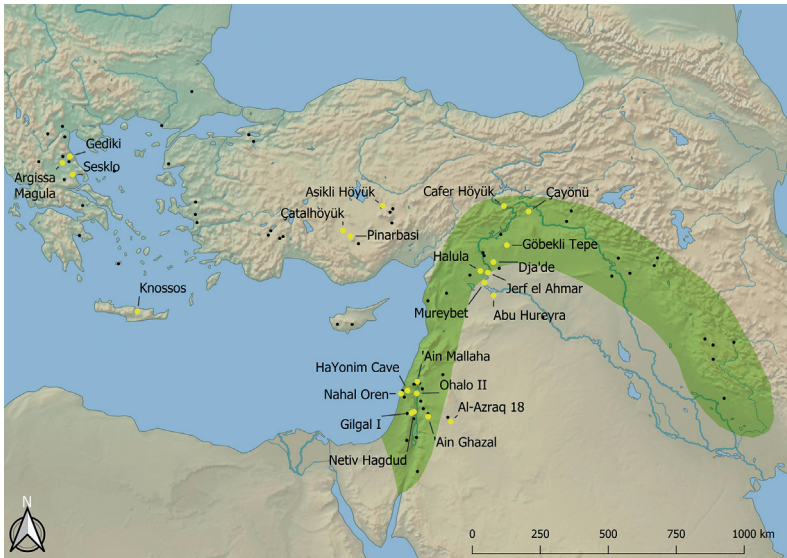 Gediki
Sesklo
Argissa
Magula
Asikli Höyük
Çatalhöyük
Pinarbasi
Cafer Höyük
Çayönü
Göbekli Tepe
Halula
Dja'de
Jerf el Ahmar
Mureybet
Abu Hureyra
Knossos
'Ain Mallaha
HaYonim Cave
Ohalo II
Nahal Oren
Al-Azraq 18
Gilgal I
'Ain Ghazal
Netiv Hagdud
N
0 250 500 750 1000 km